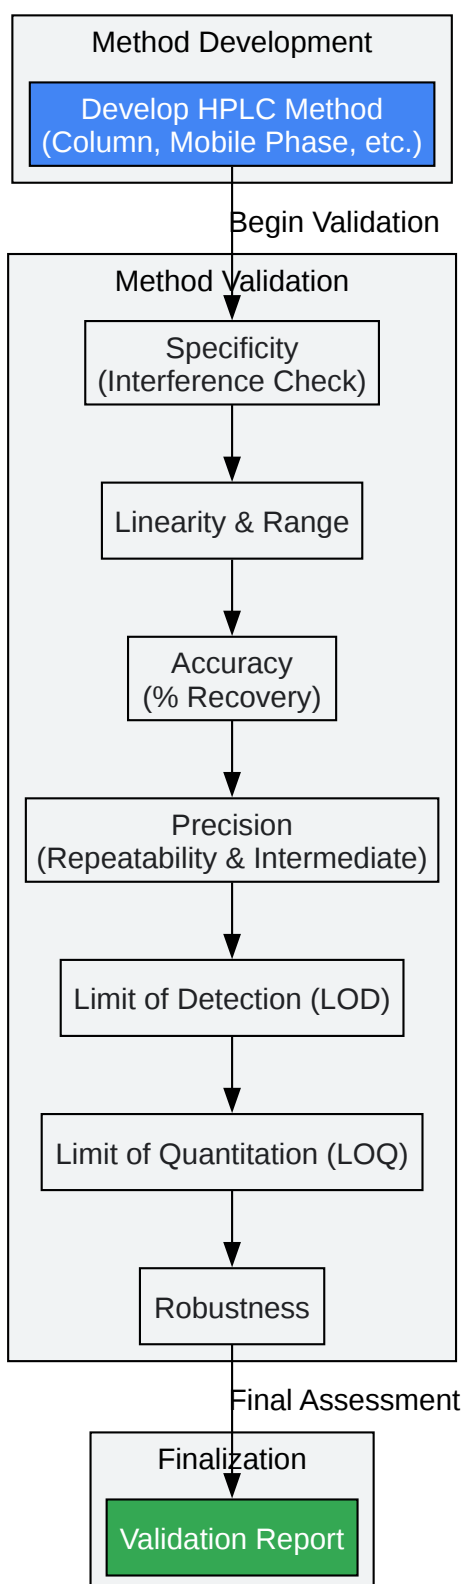 Method Development
Develop HPLC Method
(Column, Mobile Phase, etc.)
Begin Validation
Method Validation
Specificity
(Interference Check)
Linearity & Range
Accuracy
(% Recovery)
Precision
(Repeatability & Intermediate)
Limit of Detection (LOD)
Limit of Quantitation (LOQ)
Robustness
Final Assessment
Finalization
Validation Report